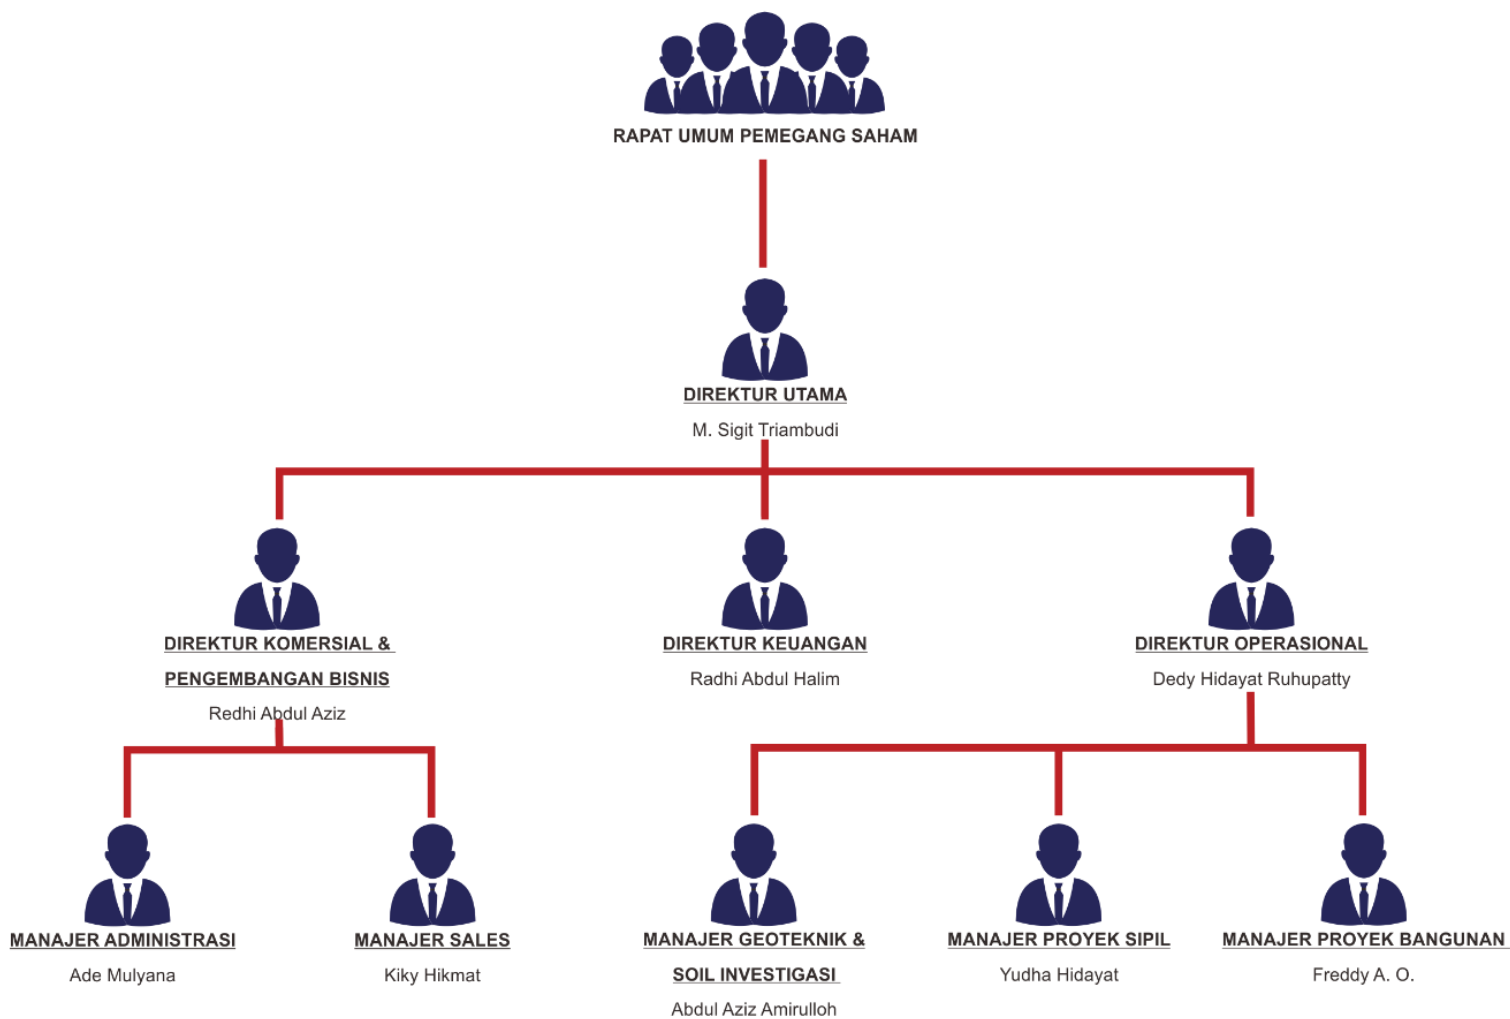 RAPAT UMUM PEMEGANG SAHAM
DIREKTUR UTAMA
M. Sigit Triambudi
DIREKTUR KOMERSIAL &
PENGEMBANGAN BISNIS
Redhi Abdul Aziz
DIREKTUR KEUANGAN
Radhi Abdul Halim
DIREKTUR OPERASIONAL
Dedy Hidayat Ruhupatty
MANAJER ADMINISTRASI
Ade Mulyana
MANAJER SALES
Kiky Hikmat
MANAJER GEOTEKNIK &
SOIL INVESTIGASI
Abdul Aziz Amirulloh
MANAJER PROYEK SIPIL
Yudha Hidayat
MANAJER PROYEK BANGUNAN
Freddy A. O.